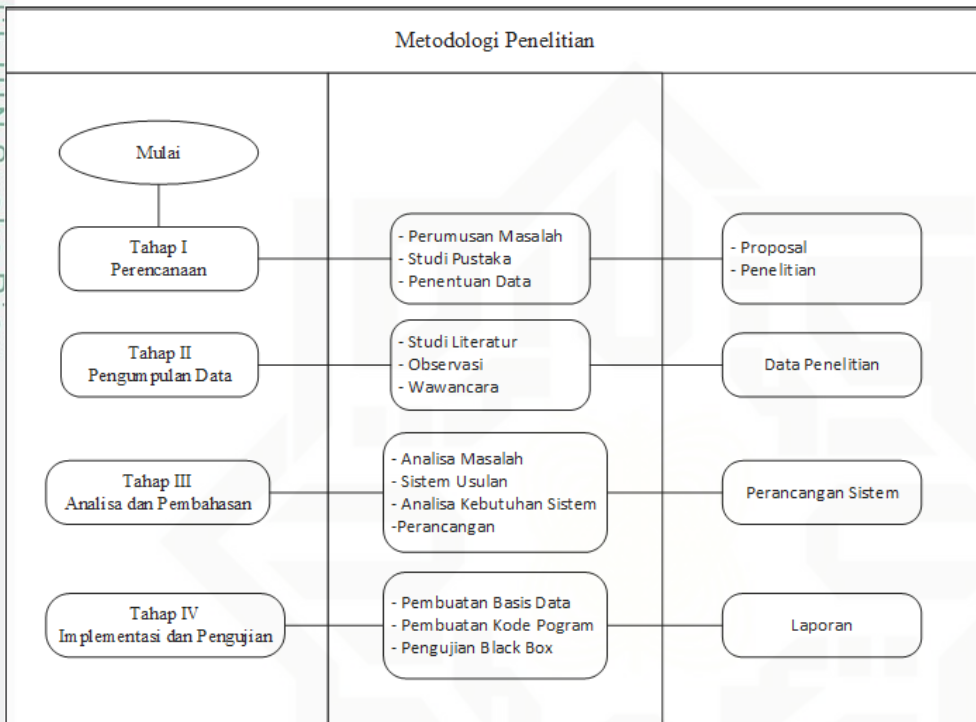 Metodologi Penelitian
Mulai
Tahap I
Perencanaan
- Perumusan Masalah
- Studi Pustaka
- Penentuan Data
- Proposal
- Penelitian
Tahap II
Pengumpulan Data
- Studi Literatur
- Observasi
- Wawancara
Data Penelitian
Tahap III
Analisa dan Pembahasan
- Analisa Masalah
- Sistem Usulan
- Analisa Kebutuhan Sistem
-Perancangan
Perancangan Sistem
Tahap IV
Implementasi dan Pengujian
- Pembuatan Basis Data
- Pembuatan Kode Pogram
- Pengujian Black Box
Laporan